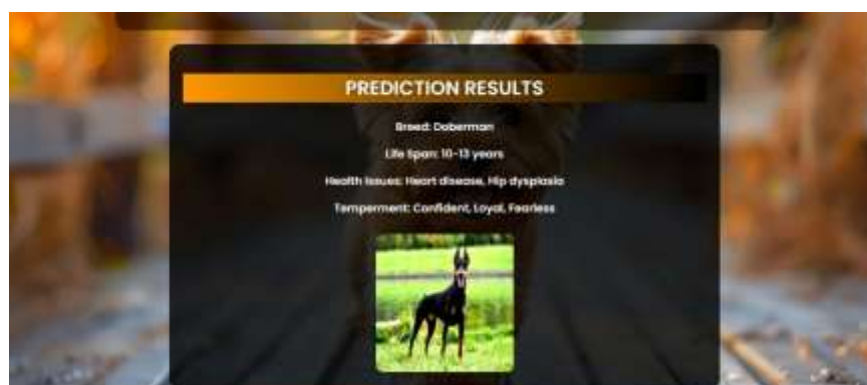 PREDICTION RESULTS
Breed: Doberman
Life Span: 10-13 years
Health Issues: Heart disease, Hip dysplasia
Temperment: Confident, Loyal, Fearless